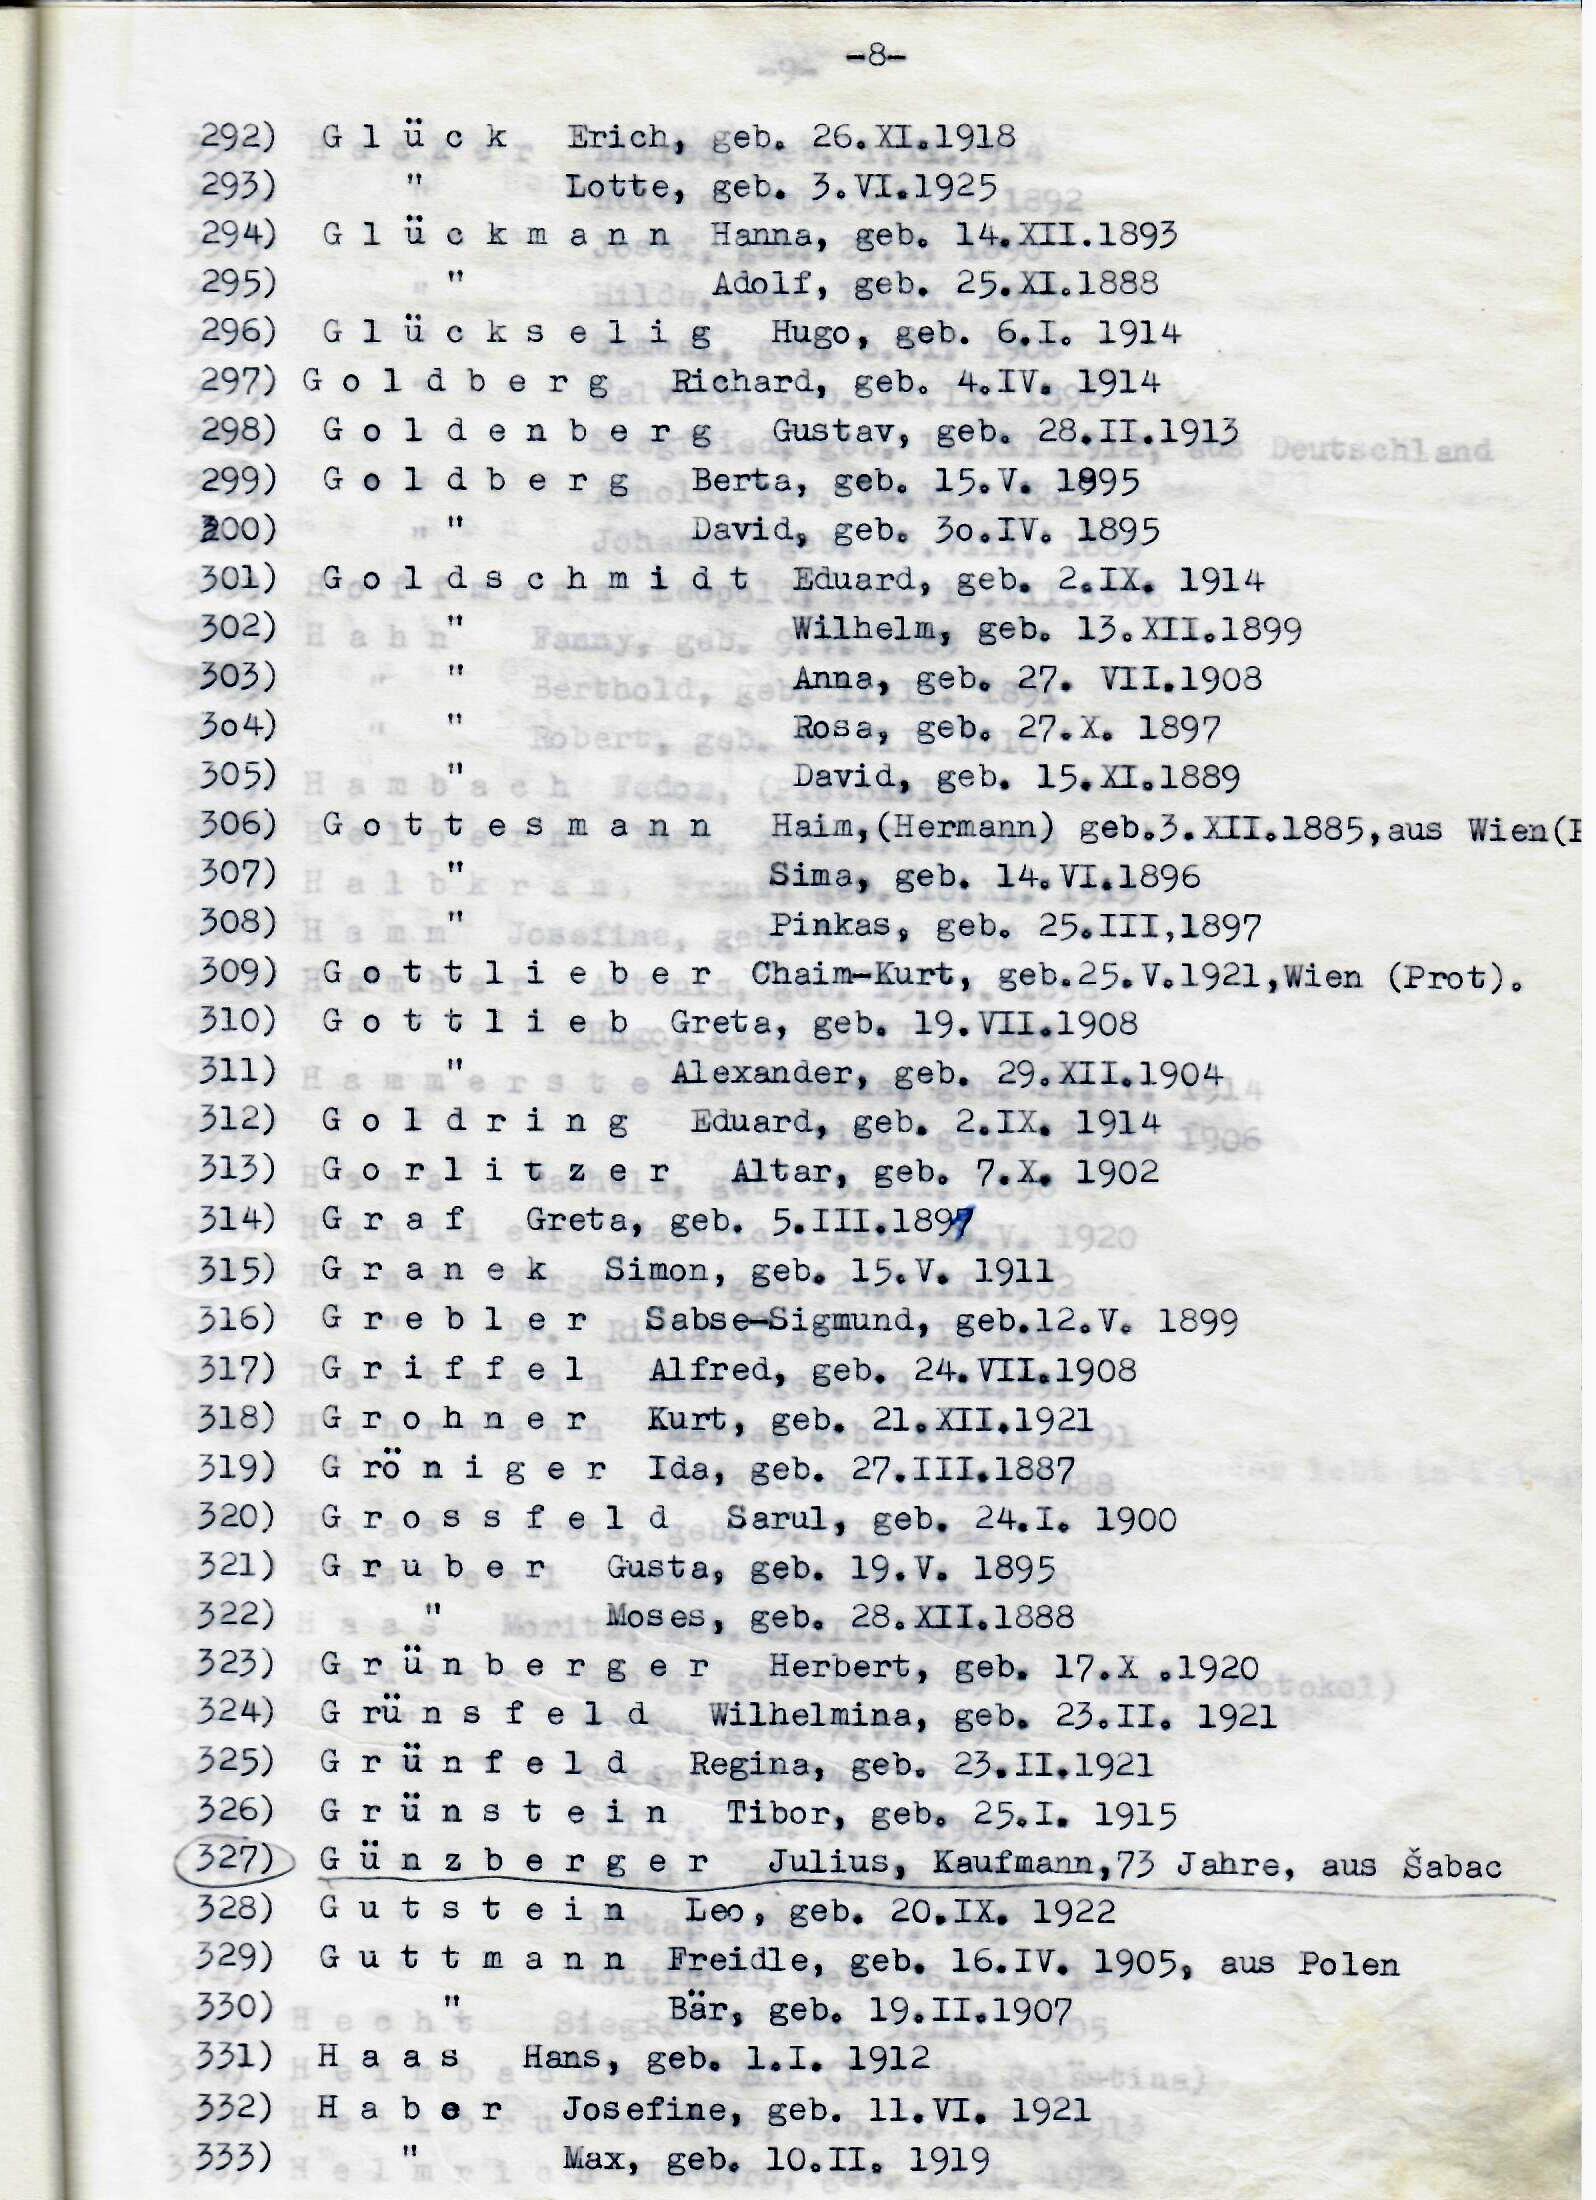 -8-
292) G l ü c k Erich, geb. 26.XI.1918
293) " Lotte, geb. 3.VI.1925
294) G l ü c k m a n n Hanna, geb. 14.XII.1893
295) " Adolf, geb. 25.XI.1888
296) G l ü c k s e l i g Hugo, geb. 6.I. 1914
297) G o l d b e r g Richard, geb. 4.IV. 1914
298) G o l d e n b e r g Gustav, geb. 28.II.1913
299) G o l d b e r g Berta, geb. 15.V. 1895
300) " David, geb. 3o.IV. 1895
301) G o l d s c h m i d t Eduard, geb. 2.IX. 1914
302) " Wilhelm, geb. 13.XII.1899
303) " Anna, geb. 27. VII.1908
3o4) " Rosa, geb. 27.X. 1897
305) " David, geb. 15.XI.1889
306) G o t t e s m a n n Haim,(Hermann) geb.3.XII.1885,aus Wien(
307) " Sima, geb. 14.VI.1896
308) " Pinkas, geb. 25.III,1897
309) G o t t l i e b e r Chaim-Kurt, geb.25.V.1921,Wien (Prot).
310) G o t t l i e b Greta, geb. 19.VII.1908
311) " Alexander, geb. 29.XII.1904
312) G o l d r i n g Eduard, geb. 2.IX. 1914
313) G o r l i t z e r Altar, geb. 7.X. 1902
314) G r a f Greta, geb. 5.III.1897
315) G r a n e k Simon, geb. 15.V. 1911
316) G r e b l e r Sabse-Sigmund, geb.12.V. 1899
317) G r i f f e l Alfred, geb. 24.VII.1908
318) G r o h n e r Kurt, geb. 21.XII.1921
319) G rö n i g e r Ida, geb. 27.III.1887
320) G r o s s f e l d Sarul, geb. 24.I. 1900
321) G r u b e r Gusta, geb. 19.V. 1895
322) " Moses, geb. 28.XII.1888
323) G r ü n b e r g e r Herbert, geb. 17.X .1920
324) G rü n s f e l d Wilhelmina, geb. 23.II. 1921
325) G r ü n f e l d Regina, geb. 23.II.1921
326) G r ü n s t e i n Tibor, geb. 25.I. 1915
327) G ü n z b e r g e r Julius, Kaufmann,73 Jahre, aus Šabac
328) G u t s t e i n Leo, geb. 20.IX. 1922
329) G u t t m a n n Freidle, geb. 16.IV. 1905, aus Polen
330) " Bär, geb. 19.II.1907
331) H a a s Hans, geb. 1.I. 1912
332) H a b e r Josefine, geb. 11.VI. 1921
333) " Max, geb. 10.II. 1919